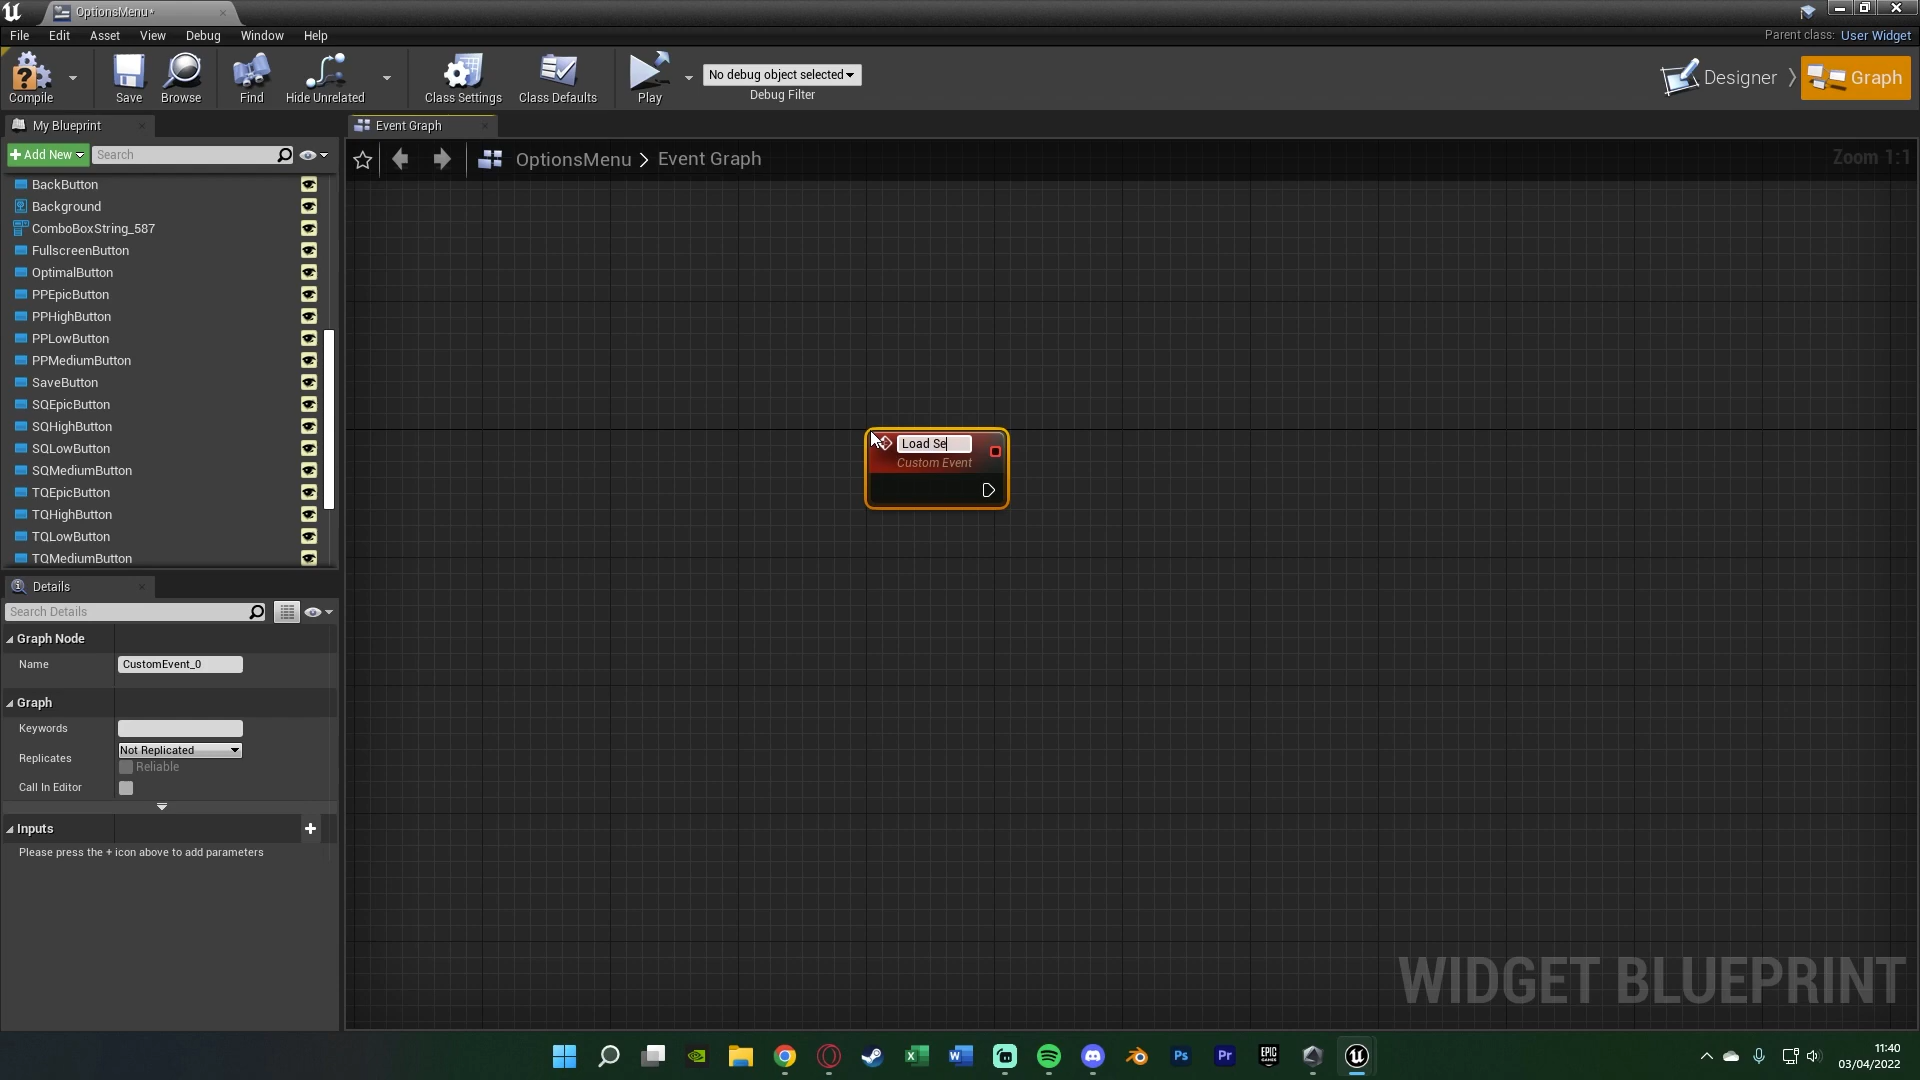 OptionsMenu*
File Edit Asset View Debug Window Help
Parent class: User Widget
Compile
Save
Browse
Find
Hide Unrelated
Class Settings
Class Defaults
Play
No debug object selected
Debug Filter
Designer
Graph
My Blueprint
Event Graph
Add New
Search
OptionsMenu > Event Graph
Zoom 1:1
BackButton
Background
ComboBoxString_587
FullscreenButton
OptimalButton
PPEpicButton
PPHighButton
PPLowButton
PPMediumButton
SaveButton
SQEpicButton
SQHighButton
SQLowButton
SQMediumButton
TQEpicButton
TQHighButton
TQLowButton
TQMediumButton
Load Se
Custom Event
Details
Search Details
Graph Node
Name CustomEvent_0
Graph
Keywords
Replicates Not Replicated
Reliable
Call In Editor
Inputs
Please press the + icon above to add parameters
WIDGET BLUEPRINT
Ps
Pr
EPIC
GAMES
11:40
03/04/2022